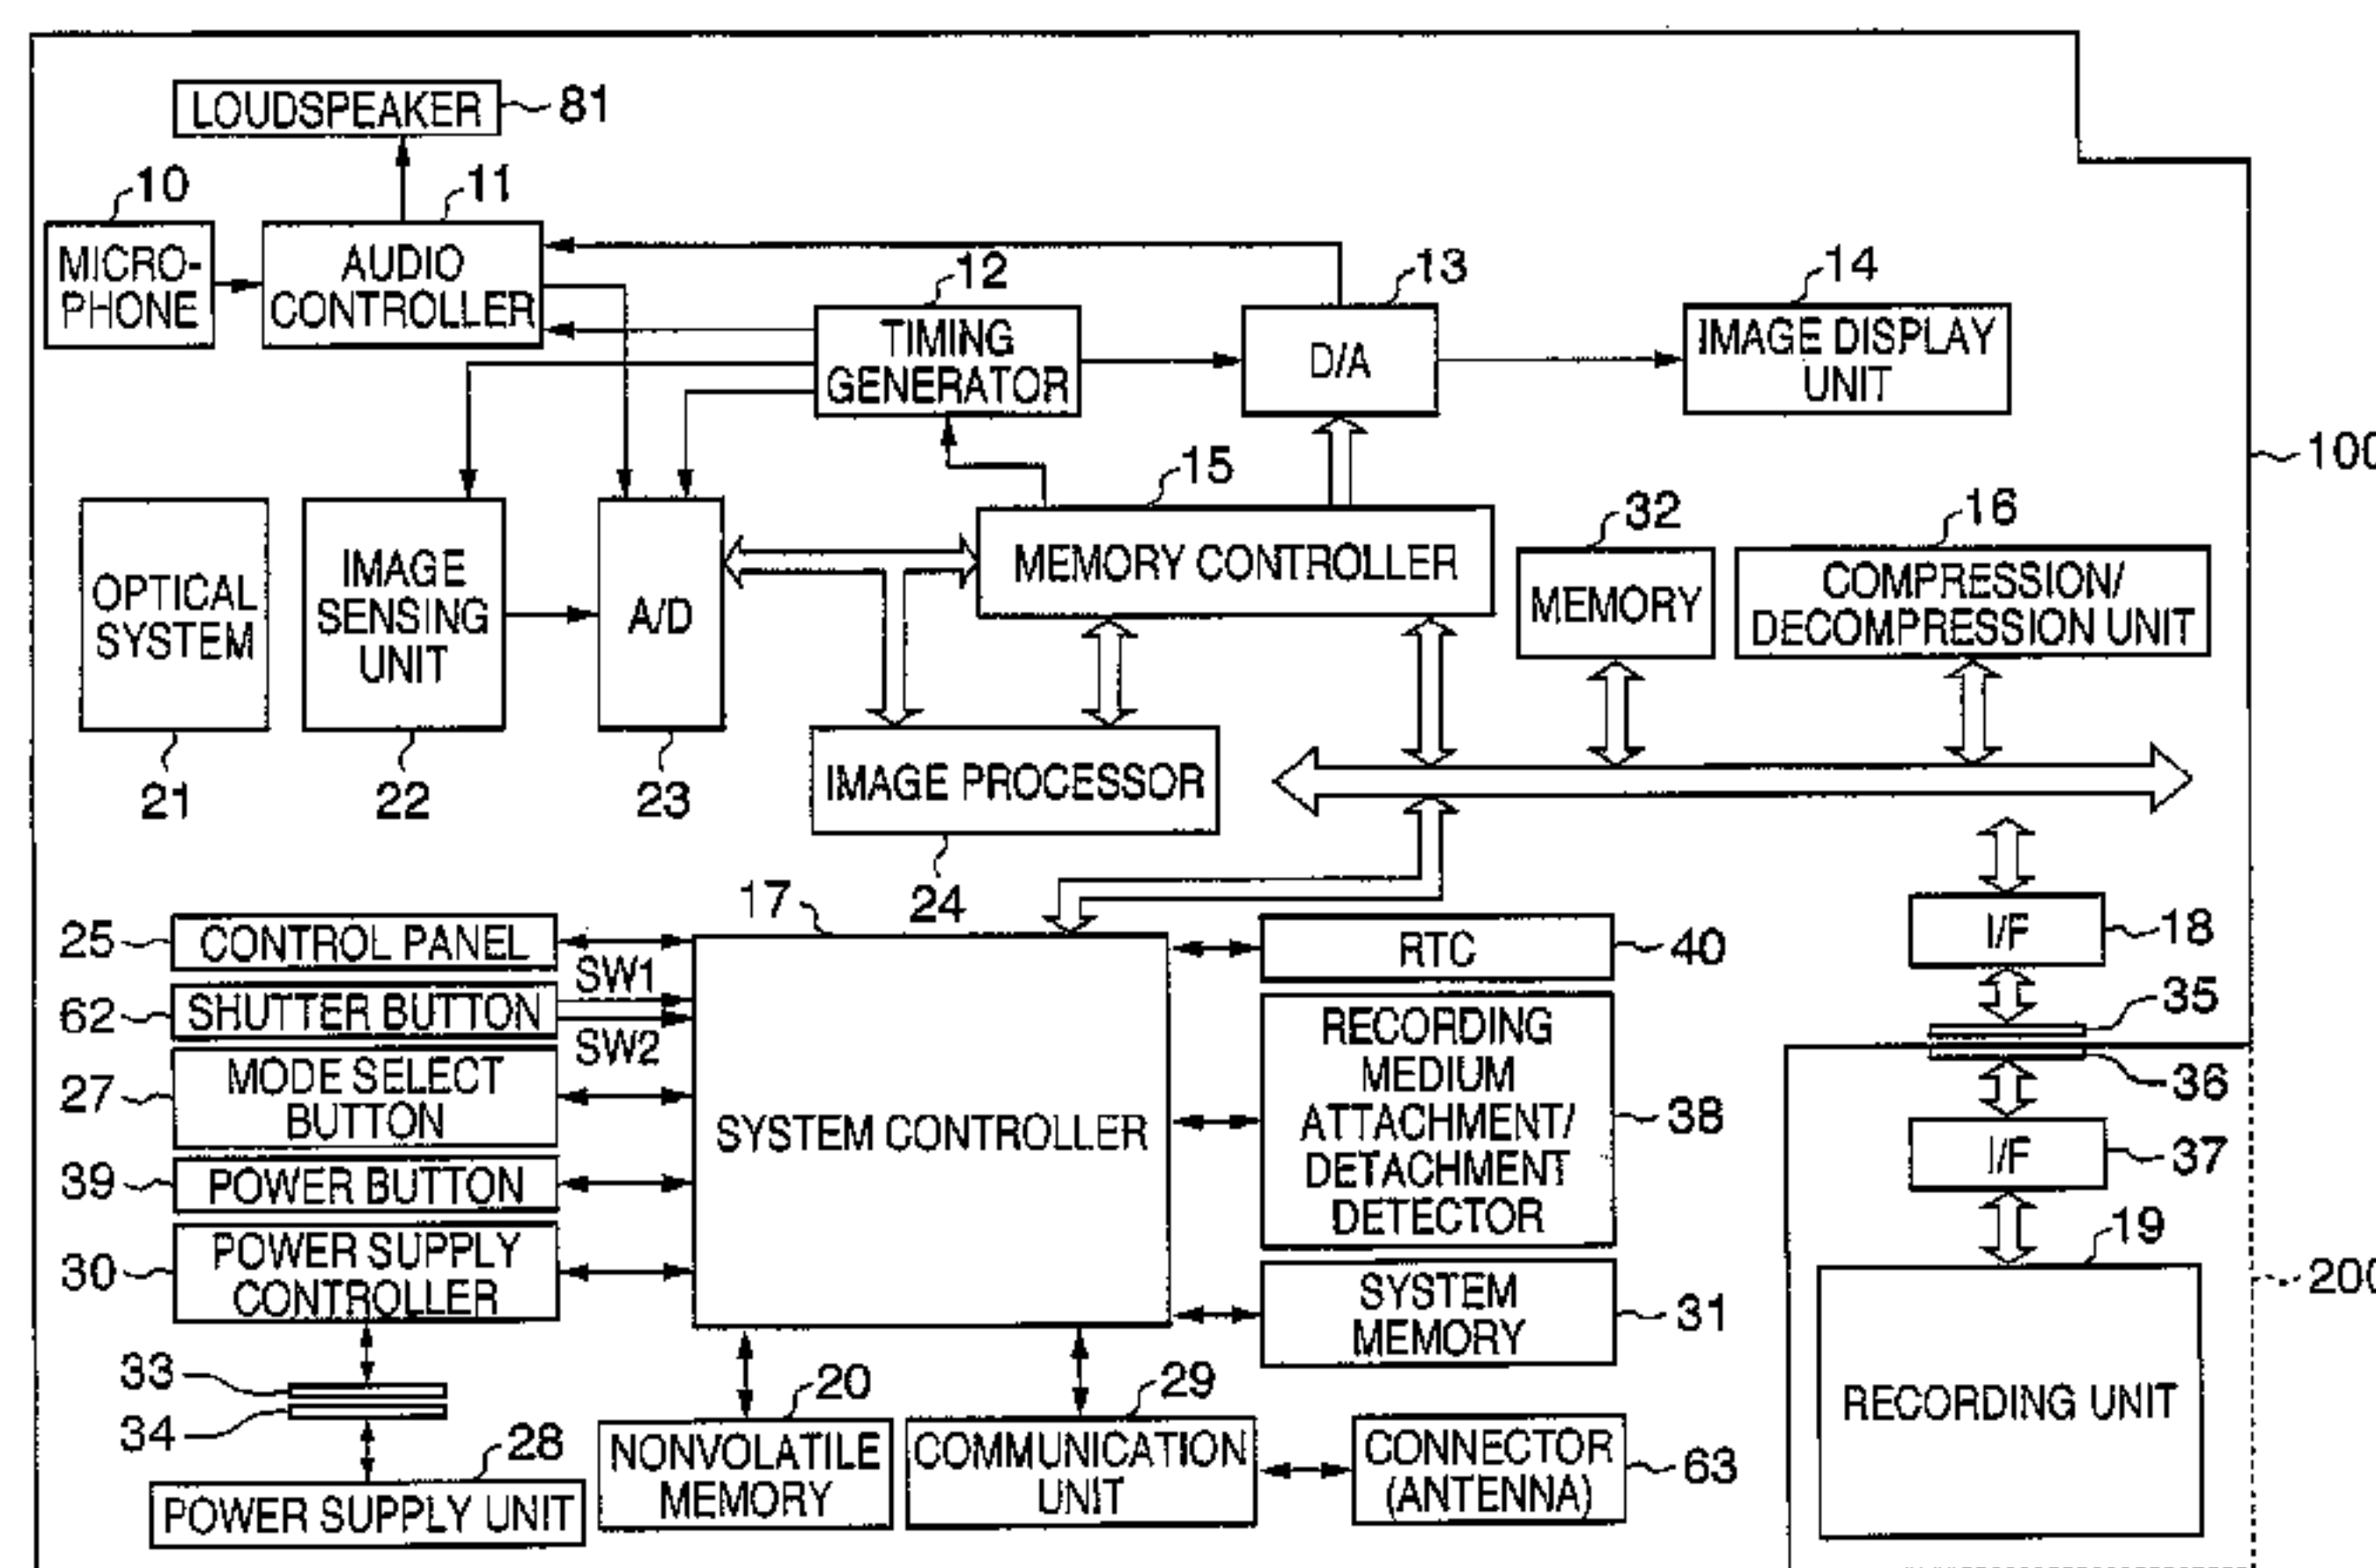 LOUDSPEAKER
81
10
11
MICRO-
PHONE
AUDIO
CONTROLLER
12
TIMING
GENERATOR
13
D/A
14
IMAGE DISPLAY
UNIT
100
OPTICAL
SYSTEM
21
IMAGE
SENSING
UNIT
22
A/D
23
15
MEMORY CONTROLLER
32
MEMORY
16
COMPRESSION/
DECOMPRESSION UNIT
IMAGE PROCESSOR
24
17
SYSTEM CONTROLLER
25
CONTROL PANEL
SW1
62
SHUTTER BUTTON
SW2
27
MODE SELECT
BUTTON
39
POWER BUTTON
30
POWER SUPPLY
CONTROLLER
33
34
28
POWER SUPPLY UNIT
20
NONVOLATILE
MEMORY
29
COMMUNICATION
UNIT
CONNECTOR
(ANTENNA)
63
RTC
40
RECORDING
MEDIUM
ATTACHMENT/
DETACHMENT
DETECTOR
38
SYSTEM
MEMORY
31
I/F
18
35
36
I/F
37
19
RECORDING UNIT
200